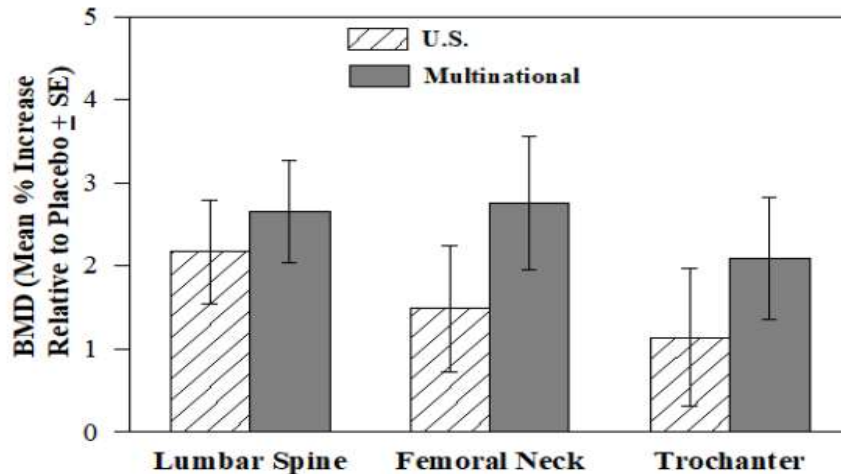 BMD (Mean % Increase
Relative to Placebo ± SE)
5
4
3
2
1
0
U.S.
Multinational
Lumbar Spine Femoral Neck Trochanter